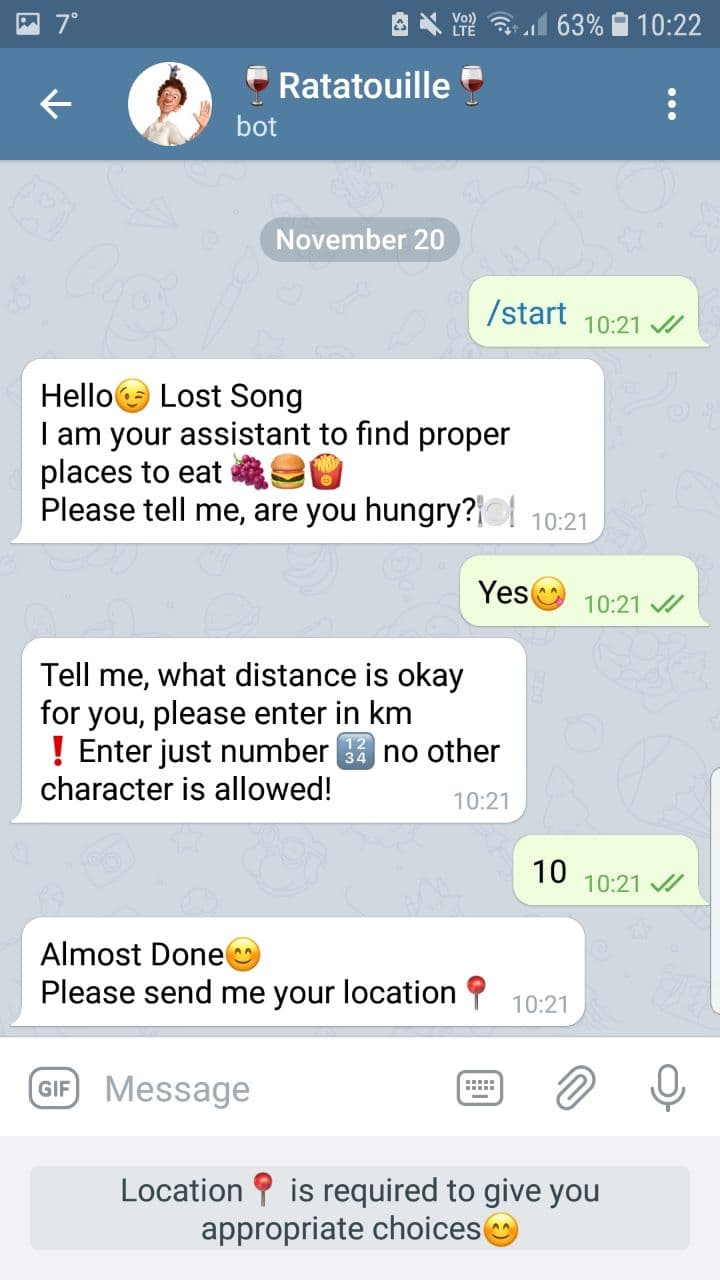 7° Vo)) LTE 63% 10:22
🍷Ratatouille🍷
bot
November 20
/start 10:21
Hello😉 Lost Song
I am your assistant to find proper
places to eat 🍇🍔🍟
Please tell me, are you hungry?🍽️ 10:21
Yes😋 10:21
Tell me, what distance is okay
for you, please enter in km
❗Enter just number 🔢 no other
character is allowed! 10:21
10 10:21
Almost Done😊
Please send me your location📍 10:21
GIF Message
Location📍 is required to give you
appropriate choices😊